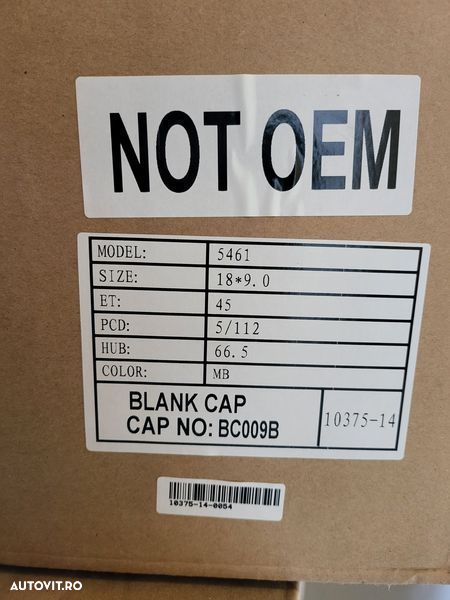 NOT OEM
MODEL: 5461
SIZE: 18*9.0
ET: 45
PCD: 5/112
HUB: 66.5
COLOR: MB
BLANK CAP
CAP NO: BC009B
10375-14
10375-14-0054
AUTOVIT.RO